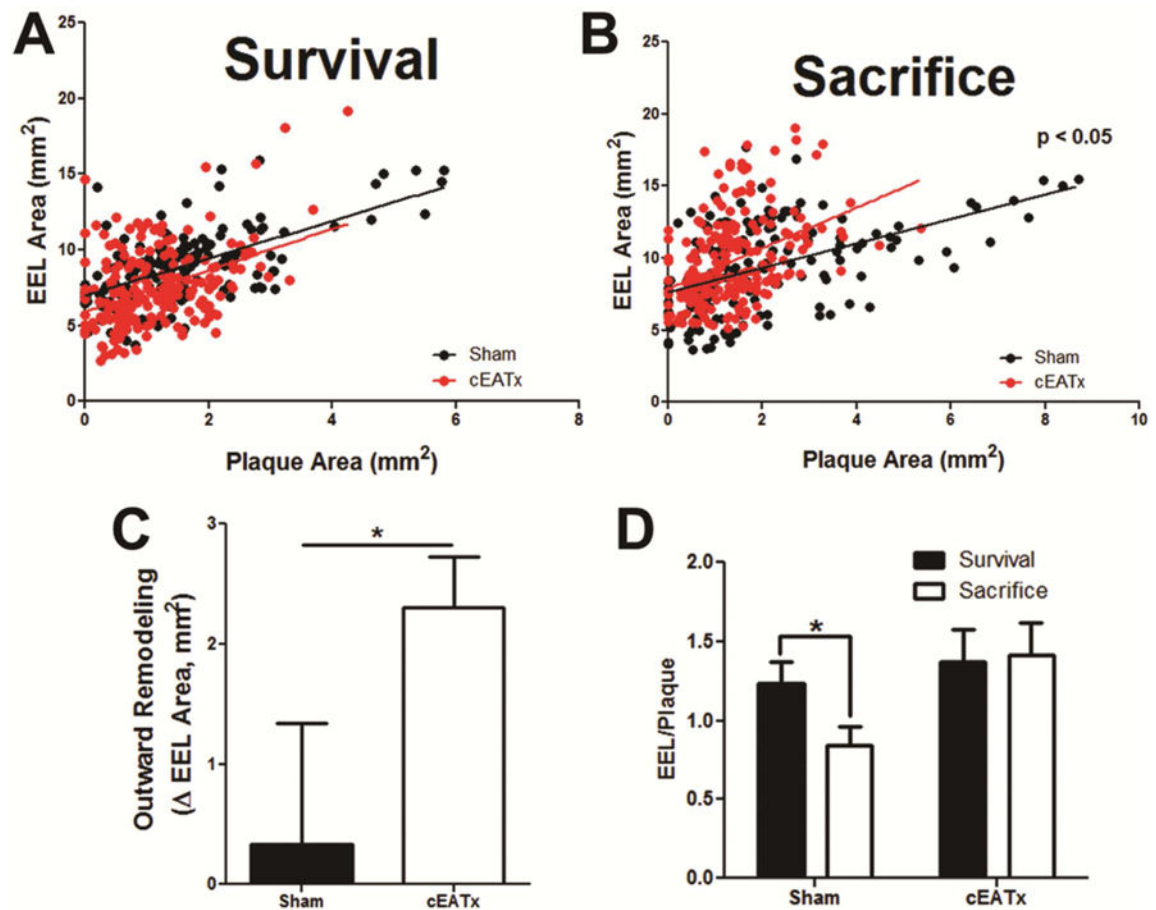 A
Survival
EEL Area (mm²)
25
20
15
10
5
0
0 2 4 6 8
Plaque Area (mm²)
Sham
cEATx
B
Sacrifice
p < 0.05
EEL Area (mm²)
25
20
15
10
5
0
0 2 4 6 8 10
Plaque Area (mm²)
Sham
cEATx
C
*
Outward Remodeling
(Δ EEL Area, mm²)
3
2
1
0
Sham cEATx
D
Survival
Sacrifice
*
EEL/Plaque
2.0
1.5
1.0
0.5
0.0
Sham cEATx